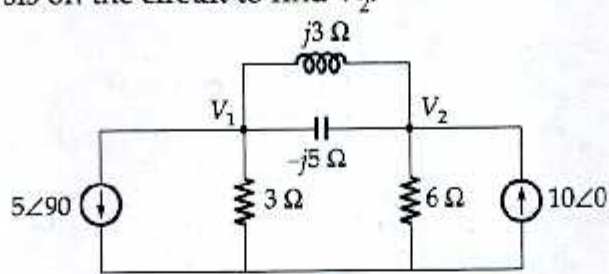 sis on the circuit to find V₂.
j3 Ω
V₁
V₂
-j5 Ω
5∠90
3 Ω
6 Ω
10∠0